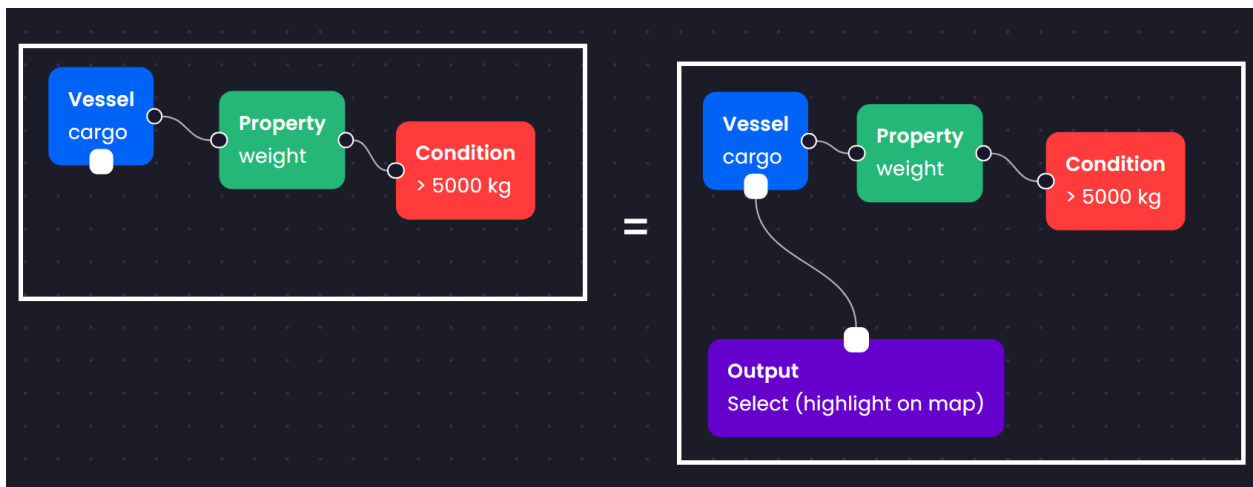 Vessel
cargo
Property
weight
Condition
> 5000 kg
=
Vessel
cargo
Property
weight
Condition
> 5000 kg
Output
Select (highlight on map)